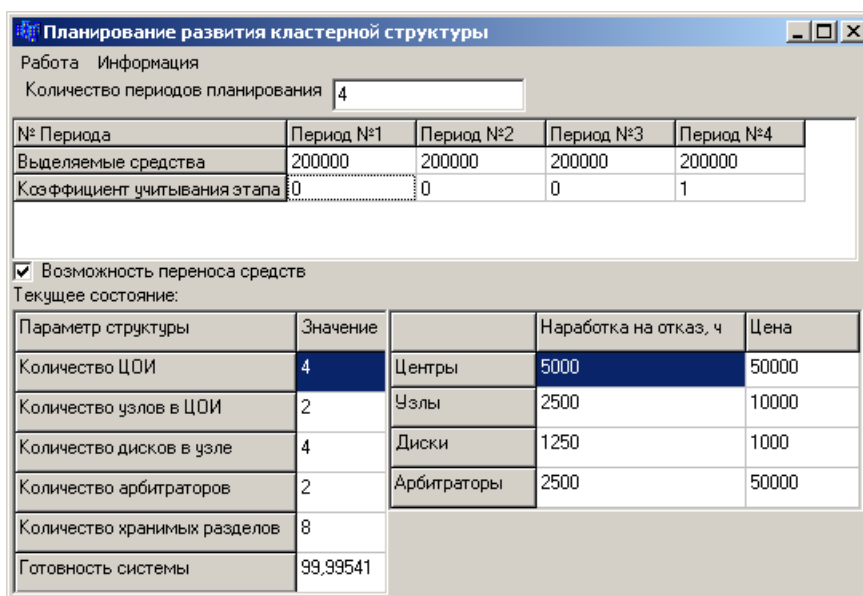 Планирование развития кластерной структуры
Работа Информация
Количество периодов планирования 4
№ Периода Период №1 Период №2 Период №3 Период №4
Выделяемые средства 200000 200000 200000 200000
Коэффициент учитывания этапа 0 0 0 1
Возможность переноса средств
Текущее состояние:
Параметр структуры Значение Наработка на отказ, ч Цена
Количество ЦОИ 4 Центры 5000 50000
Количество узлов в ЦОИ 2 Узлы 2500 10000
Количество дисков в узле 4 Диски 1250 1000
Количество арбитраторов 2 Арбитраторы 2500 50000
Количество хранимых разделов 8
Готовность системы 99,99541